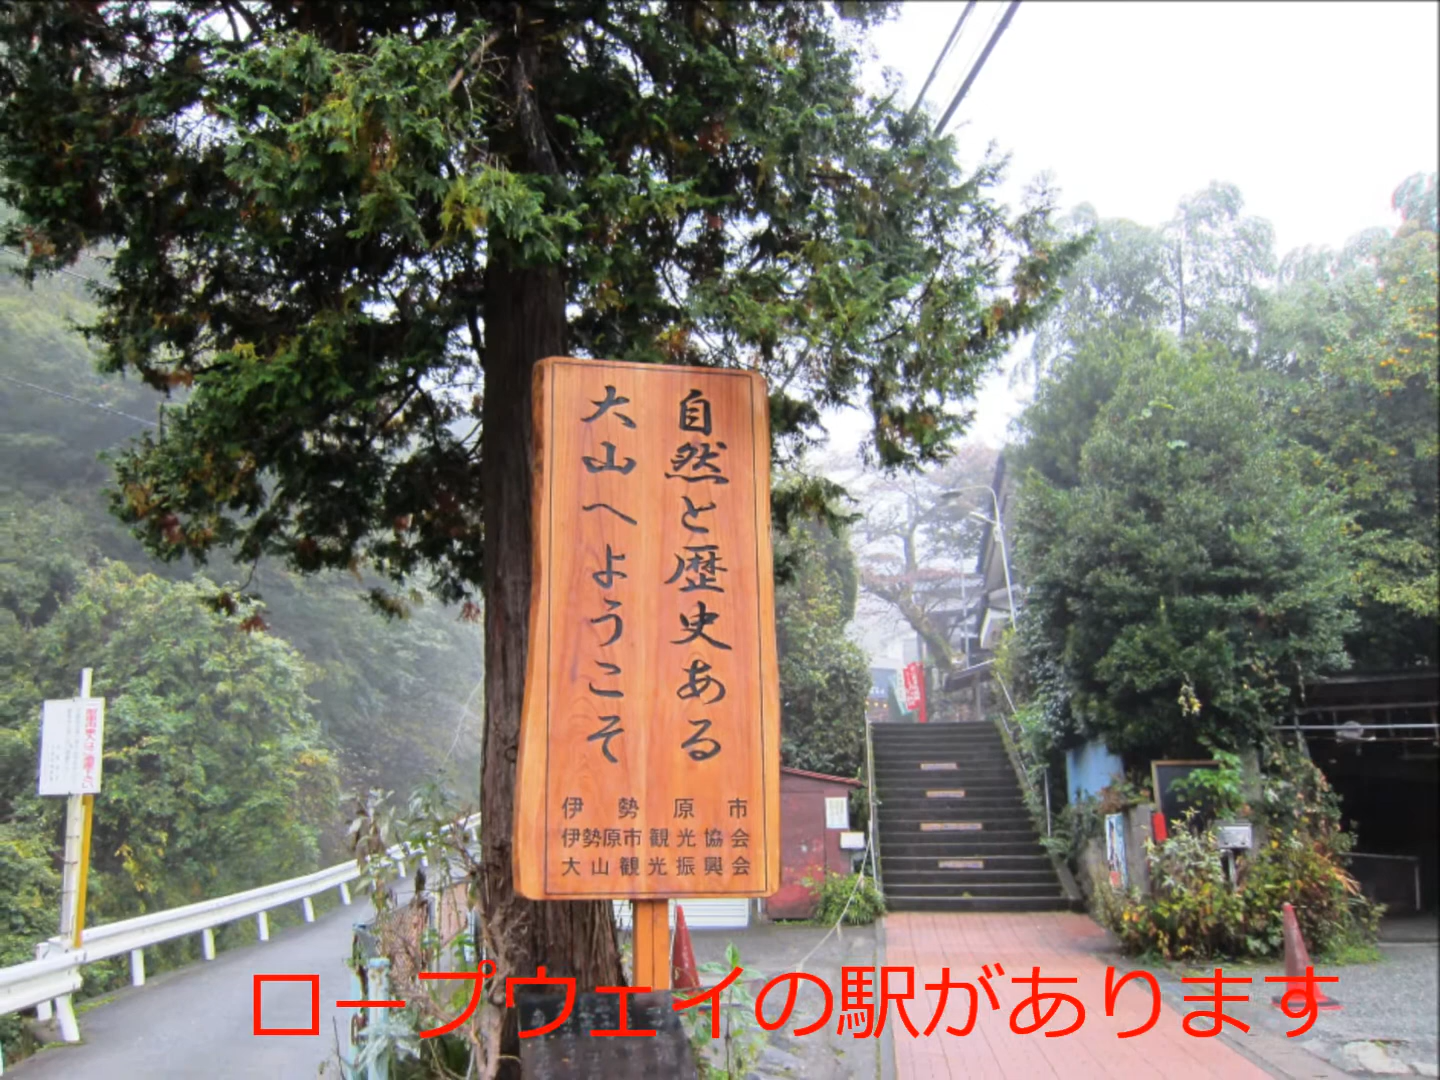 自然と歴史ある
大山へようこそ
伊勢原市
伊勢原市観光協会
大山観光振興会
ロープウェイの駅があります